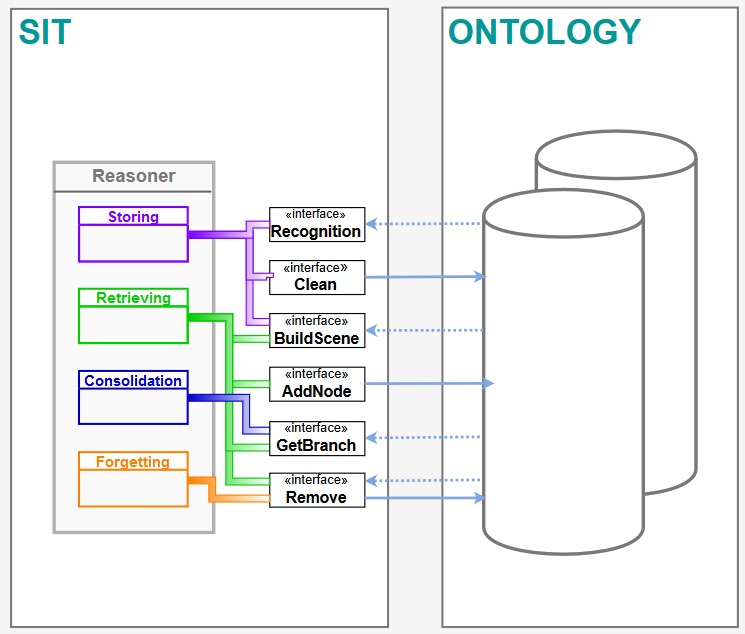 SIT
ONTOLOGY
Reasoner
Storing
Retrieving
Consolidation
Forgetting
«interface»
Recognition
«interface»
Clean
«interface»
BuildScene
«interface»
AddNode
«interface»
GetBranch
«interface»
Remove